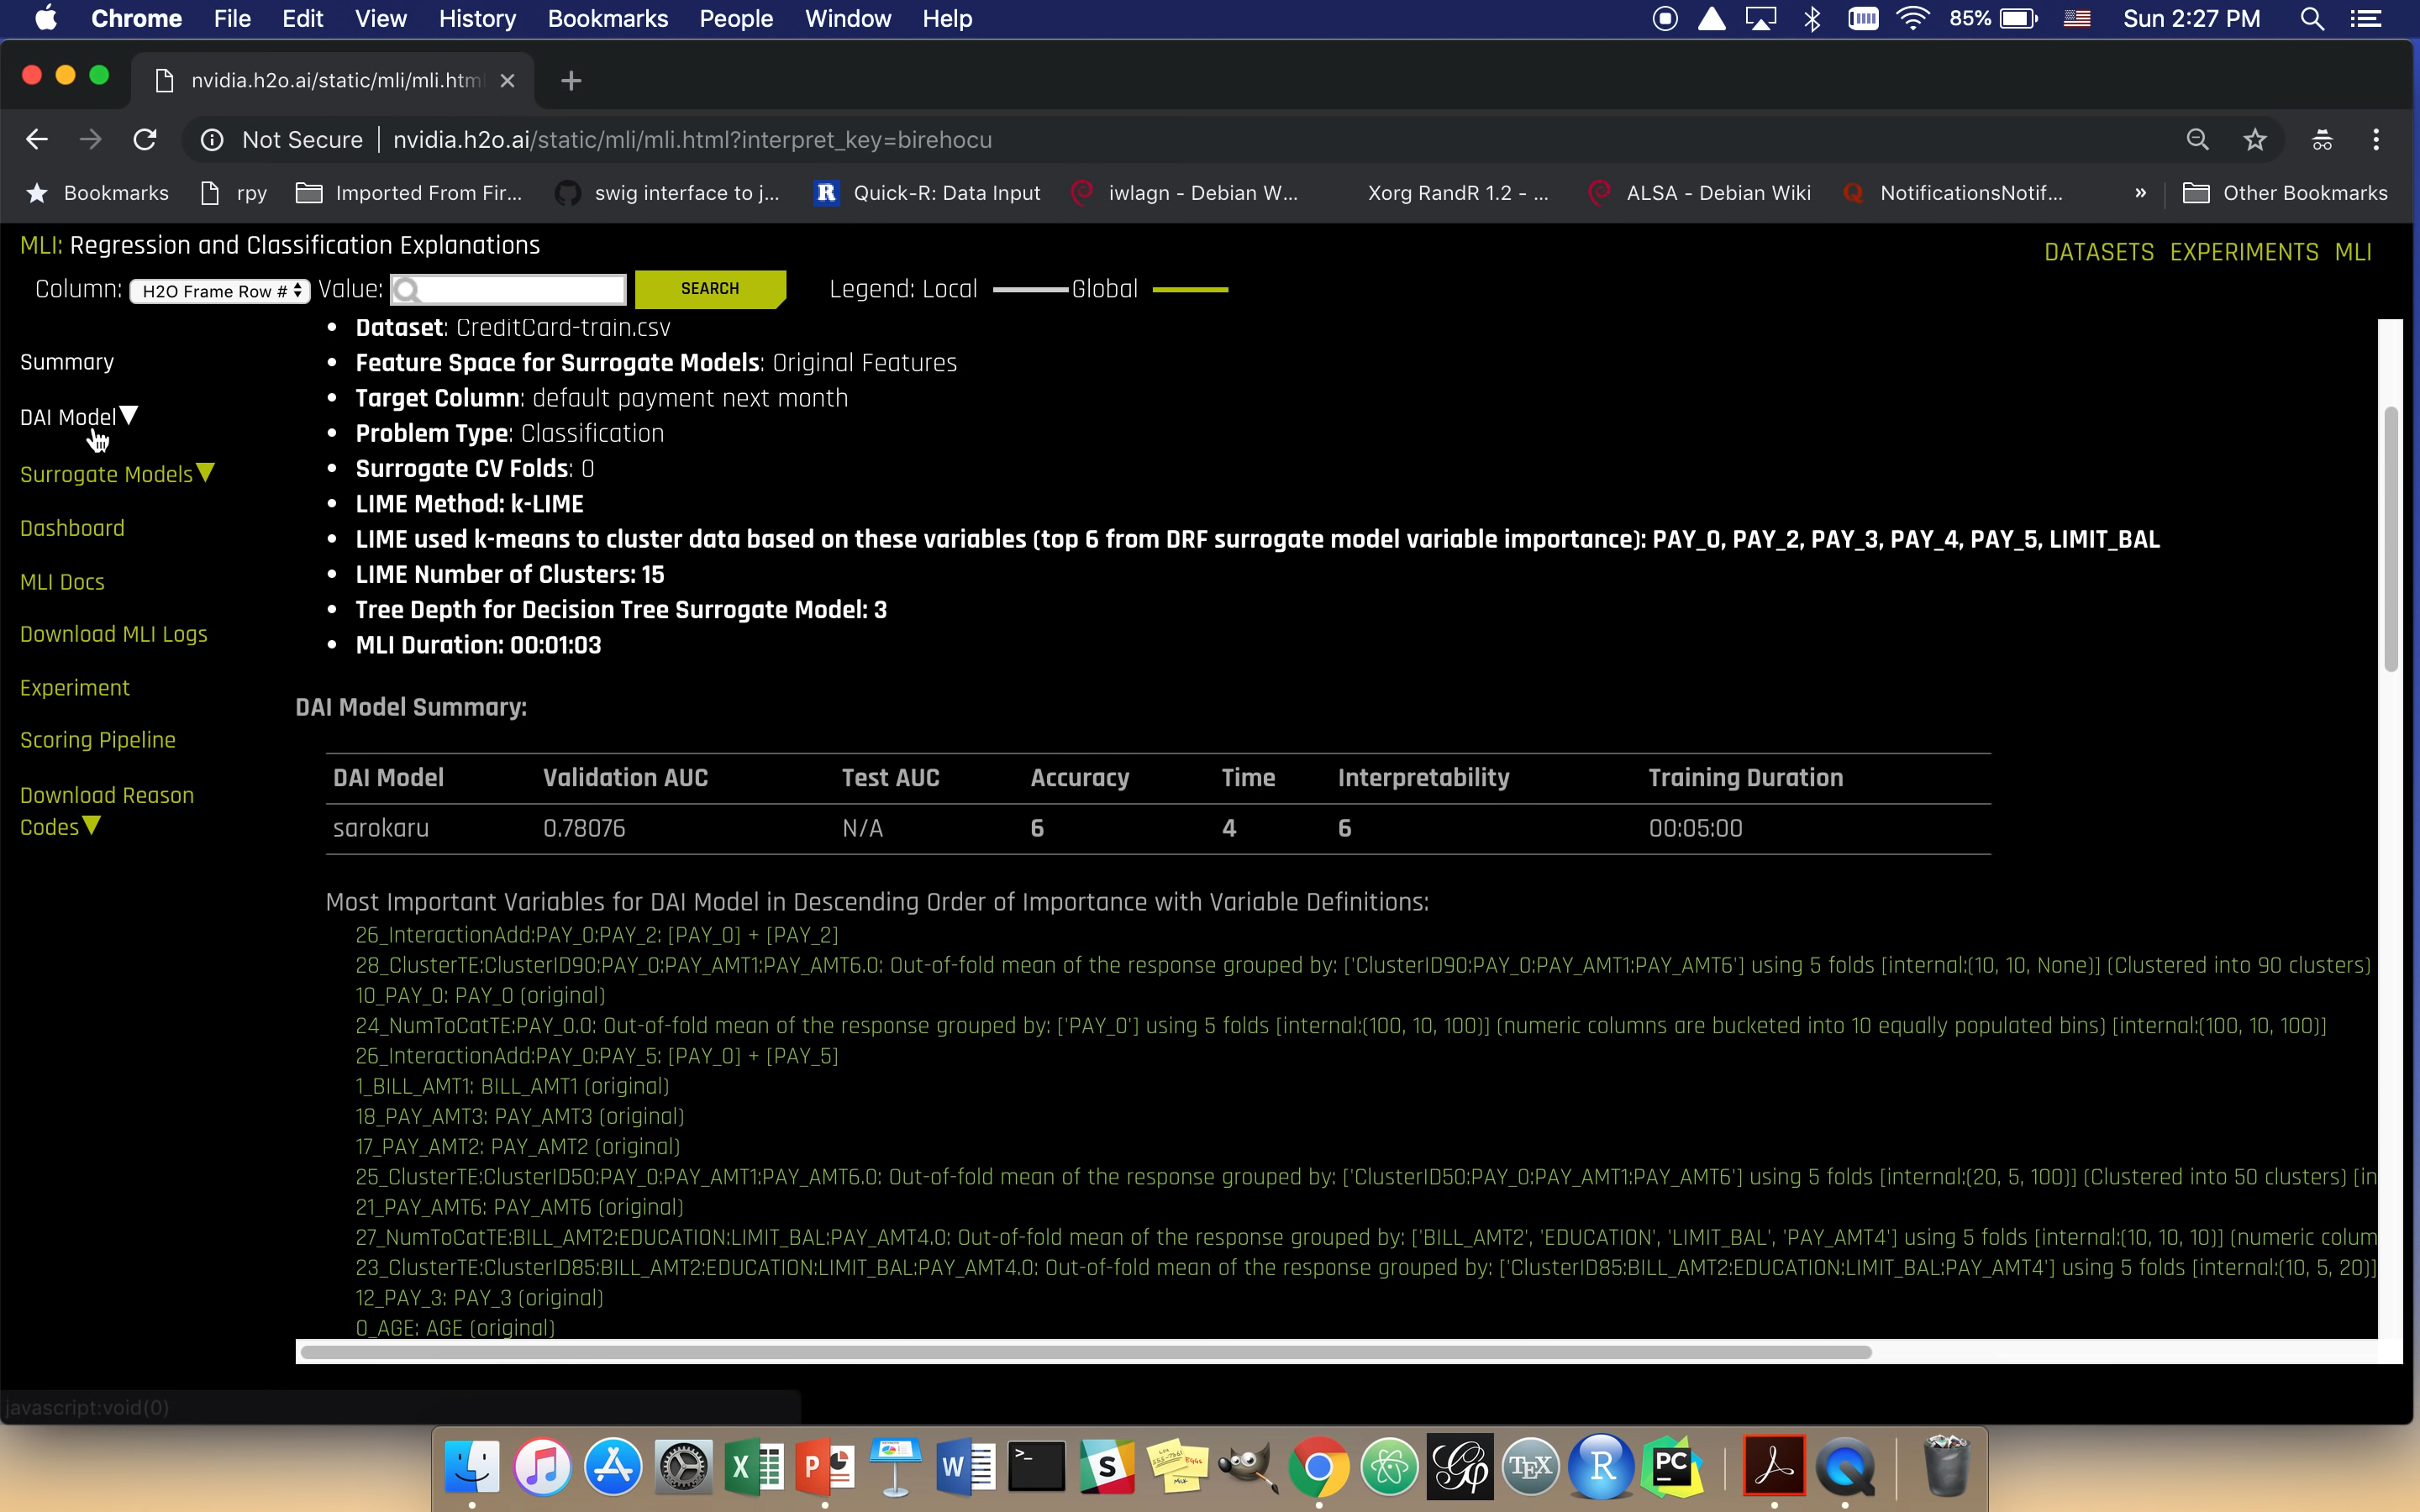 Chrome File Edit View History Bookmarks People Window Help 85% Sun 2:27 PM
nvidia.h2o.ai/static/mli/mli.htm
Not Secure nvidia.h2o.ai/static/mli/mli.html?interpret_key=birehocu
Bookmarks rpy Imported From Fir... swig interface to j... R Quick-R: Data Input iwlagn - Debian W... Xorg RandR 1.2 - ... ALSA - Debian Wiki NotificationsNotif... » Other Bookmarks
MLI: Regression and Classification Explanations
DATASETS EXPERIMENTS MLI
Column: H2O Frame Row # Value: SEARCH Legend: Local Global
Summary
DAI Model
Surrogate Models
Dashboard
MLI Docs
Download MLI Logs
Experiment
Scoring Pipeline
Download Reason
Codes
• Dataset: CreditCard-train.csv
• Feature Space for Surrogate Models: Original Features
• Target Column: default payment next month
• Problem Type: Classification
• Surrogate CV Folds: 0
• LIME Method: k-LIME
• LIME used k-means to cluster data based on these variables (top 6 from DRF surrogate model variable importance): PAY_0, PAY_2, PAY_3, PAY_4, PAY_5, LIMIT_BAL
• LIME Number of Clusters: 15
• Tree Depth for Decision Tree Surrogate Model: 3
• MLI Duration: 00:01:03
DAI Model Summary:
DAI Model Validation AUC Test AUC Accuracy Time Interpretability Training Duration
sarokaru 0.78076 N/A 6 4 6 00:05:00
Most Important Variables for DAI Model in Descending Order of Importance with Variable Definitions:
26_InteractionAdd:PAY_0:PAY_2: [PAY_0] + [PAY_2]
28_ClusterTE:ClusterID90:PAY_0:PAY_AMT1:PAY_AMT6.0: Out-of-fold mean of the response grouped by: ['ClusterID90:PAY_0:PAY_AMT1:PAY_AMT6'] using 5 folds [internal:(10, 10, None)] (Clustered into 90 clusters)
10_PAY_0: PAY_0 (original)
24_NumToCatTE:PAY_0.0: Out-of-fold mean of the response grouped by: ['PAY_0'] using 5 folds [internal:(100, 10, 100)] (numeric columns are bucketed into 10 equally populated bins) [internal:(100, 10, 100)]
26_InteractionAdd:PAY_0:PAY_5: [PAY_0] + [PAY_5]
1_BILL_AMT1: BILL_AMT1 (original)
18_PAY_AMT3: PAY_AMT3 (original)
17_PAY_AMT2: PAY_AMT2 (original)
25_ClusterTE:ClusterID50:PAY_0:PAY_AMT1:PAY_AMT6.0: Out-of-fold mean of the response grouped by: ['ClusterID50:PAY_0:PAY_AMT1:PAY_AMT6'] using 5 folds [internal:(20, 5, 100)] (Clustered into 50 clusters) [in
21_PAY_AMT6: PAY_AMT6 (original)
27_NumToCatTE:BILL_AMT2:EDUCATION:LIMIT_BAL:PAY_AMT4.0: Out-of-fold mean of the response grouped by: ['BILL_AMT2', 'EDUCATION', 'LIMIT_BAL', 'PAY_AMT4'] using 5 folds [internal:(10, 10, 10)] (numeric colum
23_ClusterTE:ClusterID85:BILL_AMT2:EDUCATION:LIMIT_BAL:PAY_AMT4.0: Out-of-fold mean of the response grouped by: ['ClusterID85:BILL_AMT2:EDUCATION:LIMIT_BAL:PAY_AMT4'] using 5 folds [internal:(10, 5, 20)]
12_PAY_3: PAY_3 (original)
0_AGE: AGE (original)
javascript:void(0)
X P W >_ S TEX R PC